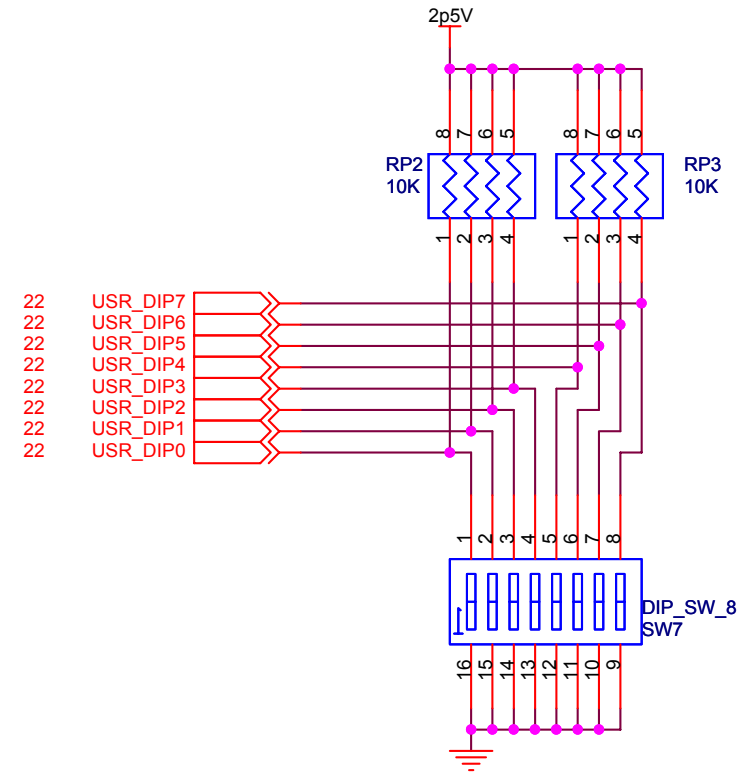 2p5V
8 7 6 5 8 7 6 5
RP2
10K
RP3
10K
1 2 3 4 1 2 3 4
22 USR_DIP7
22 USR_DIP6
22 USR_DIP5
22 USR_DIP4
22 USR_DIP3
22 USR_DIP2
22 USR_DIP1
22 USR_DIP0
1 2 3 4 5 6 7 8
DIP_SW_8
SW7
16 15 14 13 12 11 10 9